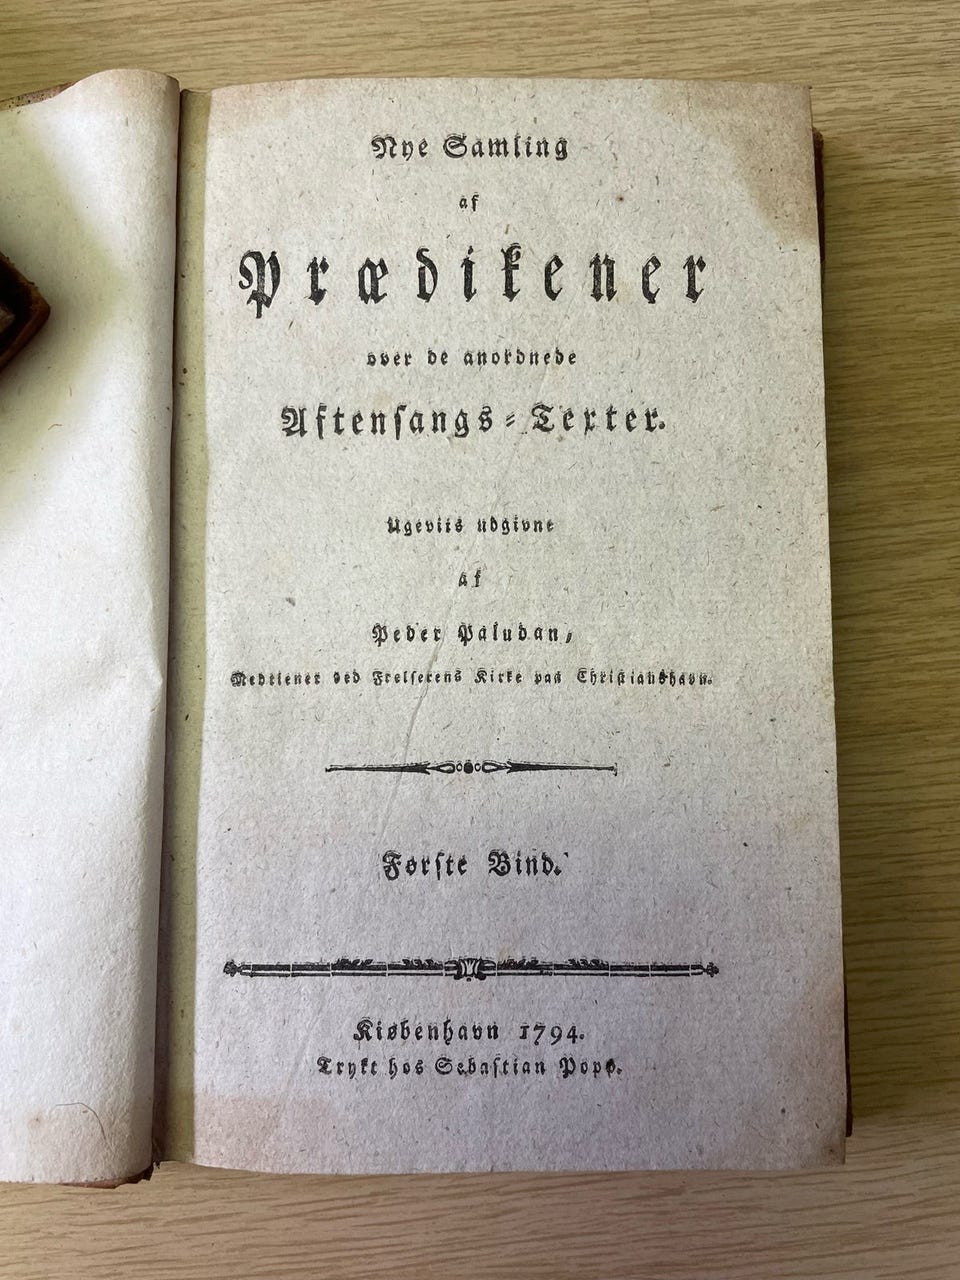 Nye Samling
af
Prædikener
over de anordnede
Aftensangs-Texter.
Ugeviis udgivne
af
Peder Paludan,
Medtiener ved Frelserens Kirke paa Christianshavn.
Første Bind.
Kiøbenhavn 1794.
Trykt hos Sebastian Popp.